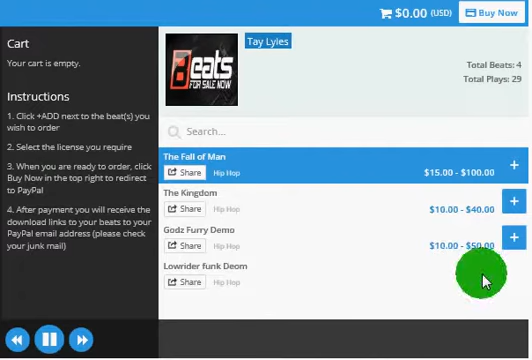 $0.00 (USD)
Buy Now
Cart
Your cart is empty.
Instructions
1. Click +ADD next to the beat(s) you
wish to order
2. Select the license you require
3. When you are ready to order, click
Buy Now in the top right to redirect
to PayPal
4. After payment you will receive the
download links to your beats to your
PayPal email address (please check
your junk mail)
Beats
FOR SALE NOW
Tay Lyles
Total Beats: 4
Total Plays: 29
Search...
The Fall of Man
Share Hip Hop $15.00 - $100.00 +
The Kingdom
Share Hip Hop $10.00 - $40.00 +
Godz Furry Demo
Share Hip Hop $10.00 - $50.00 +
Lowrider funk Deom
Share Hip Hop